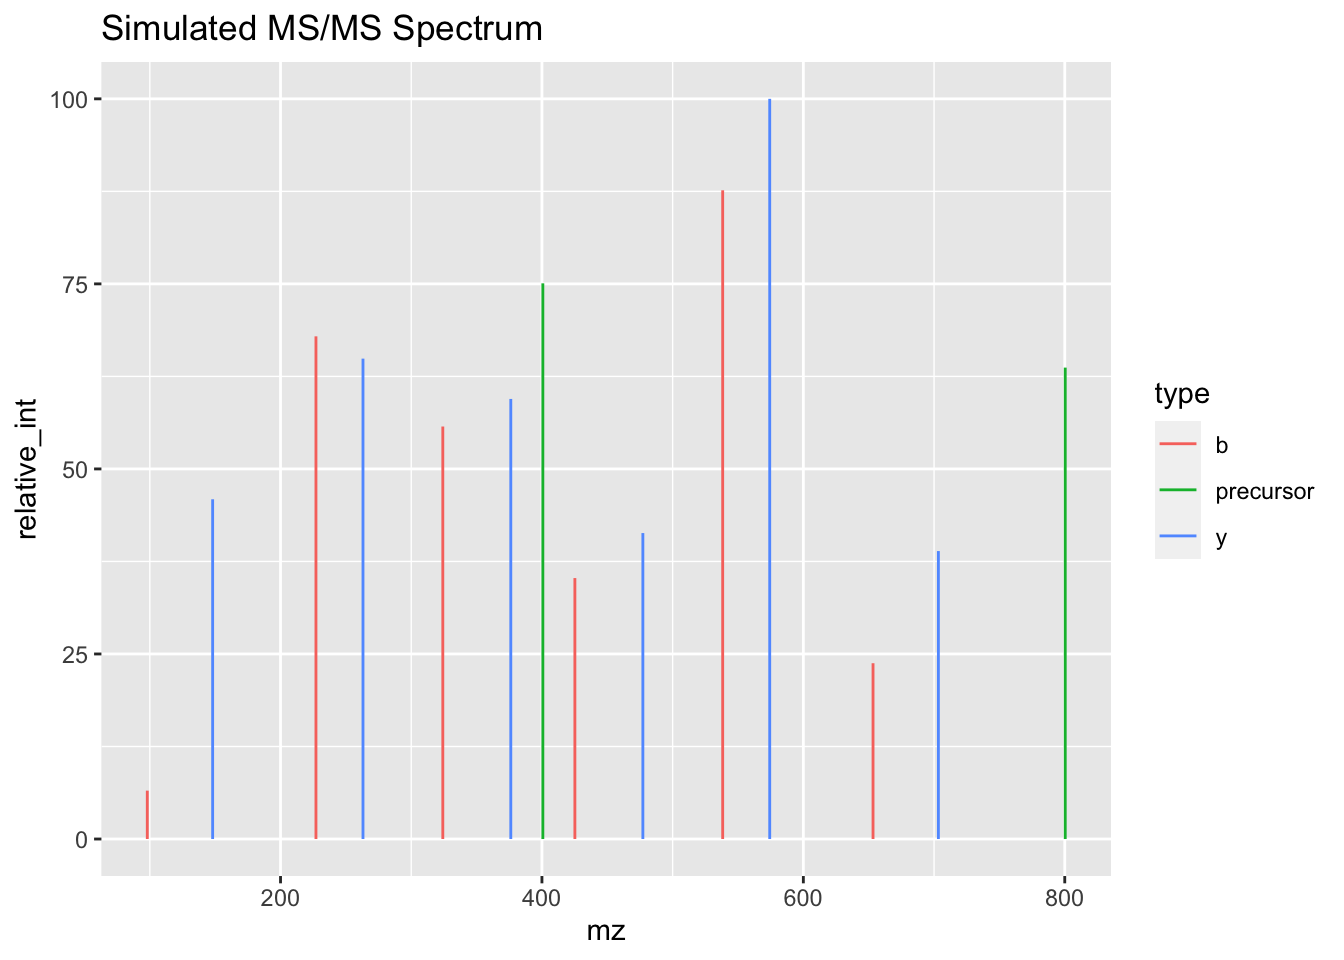 Simulated MS/MS Spectrum
100
75
50
25
0
relative_int
200
400
600
800
mz
type
b
precursor
y